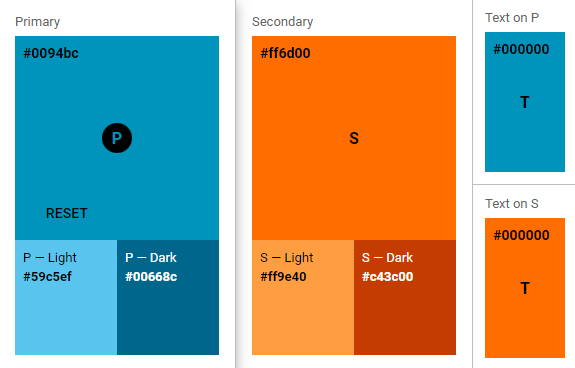 Primary
#0094bc
P
RESET
P — Light
#59c5ef
P — Dark
#00668c
Secondary
#ff6d00
S
S — Light
#ff9e40
S — Dark
#c43c00
Text on P
#000000
T
Text on S
#000000
T